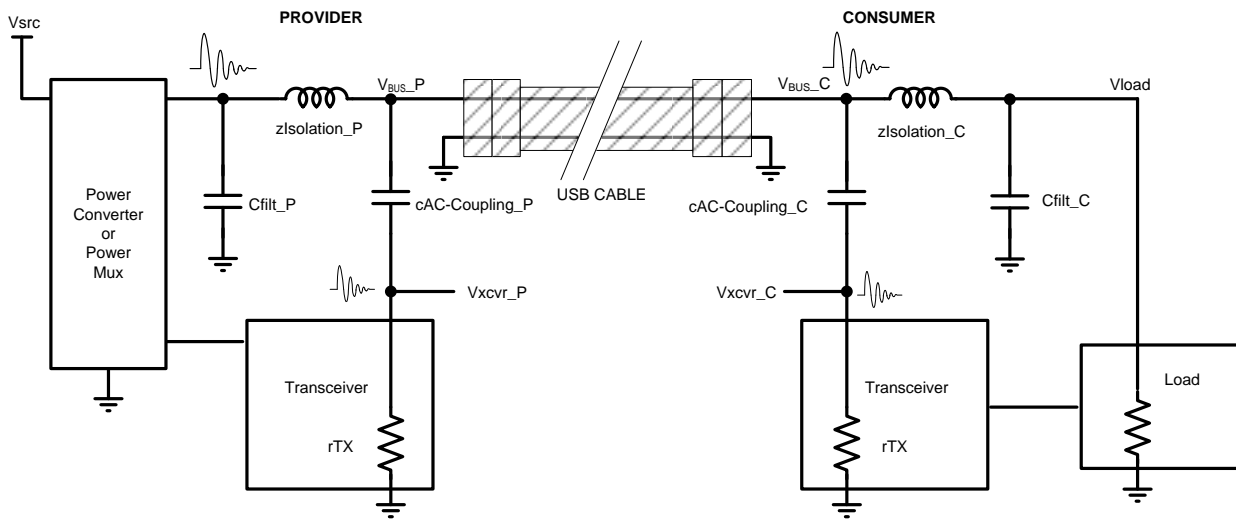 PROVIDER
CONSUMER
Vsrc
VBUS_P
VBUS_C
Vload
zIsolation_P
zIsolation_C
USB CABLE
Power
Converter
or
Power
Mux
Cfilt_P
cAC-Coupling_P
cAC-Coupling_C
Cfilt_C
Vxcvr_P
Vxcvr_C
Transceiver
rTX
Transceiver
rTX
Load